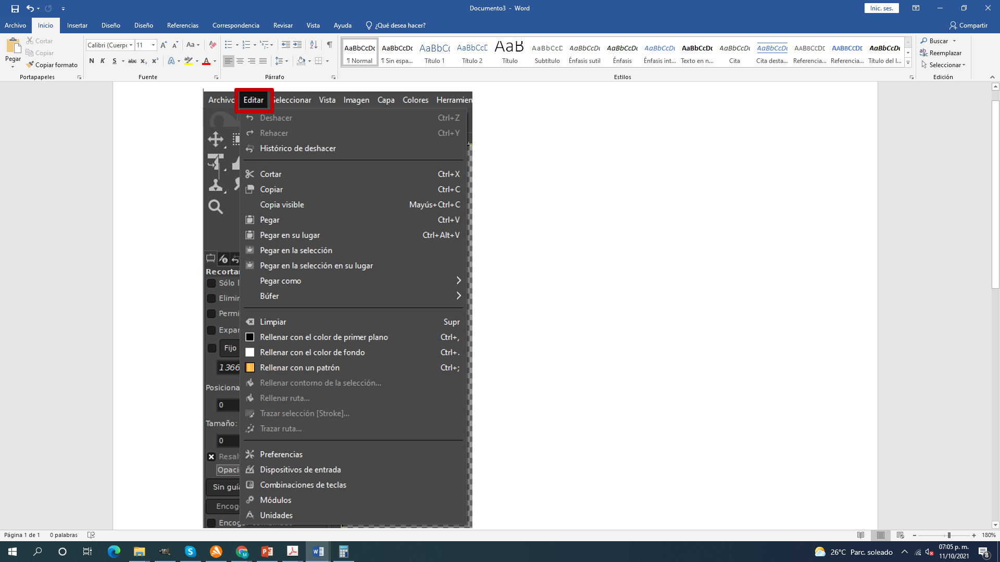 Documento3 - Word
Inic. ses.
Archivo Inicio Insertar Diseño Diseño Referencias Correspondencia Revisar Vista Ayuda ¿Qué desea hacer? Compartir
Pegar
Cortar
Copiar
Copiar formato
Portapapeles
Calibri (Cuerpo 11
Aa
N K S abc x₂ x²
Fuente
Párrafo
AaBbCcDc AaBbCcDc AaBbCc AaBbCcD AaB AaBbCcD AaBbCcDc AaBbCcDc AaBbCcDc AaBbCcDc AaBbCcDc AaBbCcDc AABBCCDE AABBCCDE AaBbCcDc
¶ Normal ¶ Sin espa... Título 1 Título 2 Título Subtítulo Énfasis sutil Énfasis Énfasis int... Texto en n... Cita Cita desta... Referencia... Referencia... Título del l...
Estilos
Buscar
Reemplazar
Seleccionar
Edición
Archivo Editar Seleccionar Vista Imagen Capa Colores Herramien
Deshacer Ctrl+Z
Rehacer Ctrl+Y
Histórico de deshacer
Cortar Ctrl+X
Copiar Ctrl+C
Copia visible Mayús+Ctrl+C
Pegar Ctrl+V
Pegar en su lugar Ctrl+Alt+V
Pegar en la selección
Pegar en la selección en su lugar
Pegar como
Búfer
Limpiar Supr
Rellenar con el color de primer plano Ctrl+,
Rellenar con el color de fondo Ctrl+.
Rellenar con un patrón Ctrl+;
Rellenar contorno de la selección...
Rellenar ruta...
Trazar selección [Stroke]...
Trazar ruta...
Preferencias
Dispositivos de entrada
Combinaciones de teclas
Módulos
Unidades
Recorta
Sólo l
Elimin
Permi
Expan
Fijo
1366
Posiciona
0
Tamaño:
0
Resal
Opaci
Sin guía
Encoge
Página 1 de 1 0 palabras 180%
26°C Parc. soleado
07:05 p. m.
11/10/2021
8